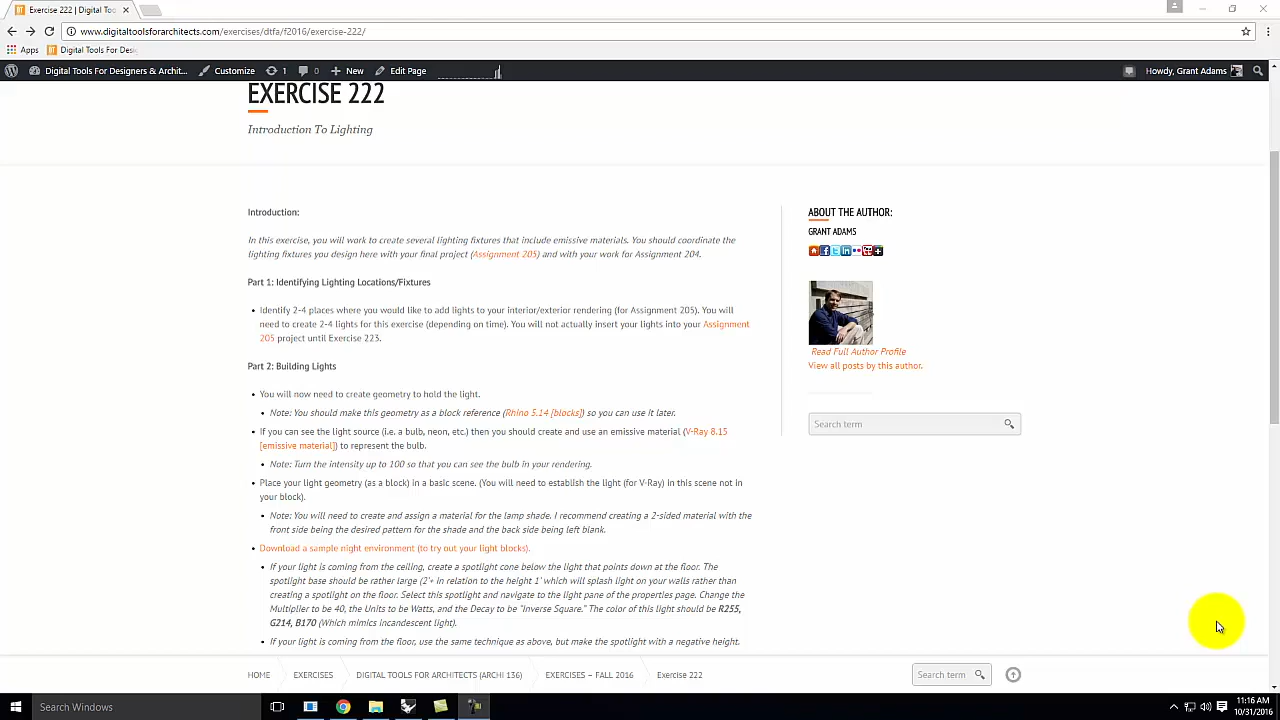 Exercise 222 | Digital Too
www.digitaltoolsforarchitects.com/exercises/dtfa/f2016/exercise-222/
Apps
Digital Tools For Desig
Digital Tools For Designers & Archit...
Customize
1
0
New
Edit Page
Howdy, Grant Adams
EXERCISE 222
Introduction To Lighting
Introduction:
In this exercise, you will work to create several lighting fixtures that include emissive materials. You should coordinate the
lighting fixtures you design here with your final project (Assignment 205) and with your work for Assignment 204.
Part 1: Identifying Lighting Locations/Fixtures
Identify 2-4 places where you would like to add lights to your interior/exterior rendering (for Assignment 205). You will
need to create 2-4 lights for this exercise (depending on time). You will not actually insert your lights into your Assignment
205 project until Exercise 223.
Part 2: Building Lights
You will now need to create geometry to hold the light.
Note: You should make this geometry as a block reference (Rhino 5.14 [blocks]) so you can use it later.
If you can see the light source (i.e. a bulb, neon, etc.) then you should create and use an emissive material (V-Ray 8.15
[emissive material]) to represent the bulb.
Note: Turn the intensity up to 100 so that you can see the bulb in your rendering.
Place your light geometry (as a block) in a basic scene. (You will need to establish the light (for V-Ray) in this scene not in
your block).
Note: You will need to create and assign a material for the lamp shade. I recommend creating a 2-sided material with the
front side being the desired pattern for the shade and the back side being left blank.
Download a sample night environment (to try out your light blocks).
If your light is coming from the ceiling, create a spotlight cone below the light that points down at the floor. The
spotlight base should be rather large (2'+ in relation to the height 1' which will splash light on your walls rather than
creating a spotlight on the floor. Select this spotlight and navigate to the light pane of the properties page. Change the
Multiplier to be 40, the Units to be Watts, and the Decay to be "Inverse Square." The color of this light should be R255,
G214, B170 (Which mimics incandescent light).
If your light is coming from the floor, use the same technique as above, but make the spotlight with a negative height.
ABOUT THE AUTHOR:
GRANT ADAMS
Read Full Author Profile
View all posts by this author.
Search term
HOME
EXERCISES
DIGITAL TOOLS FOR ARCHITECTS (ARCHI 136)
EXERCISES – FALL 2016
Exercise 222
Search term
Search Windows
11:16 AM
10/31/2016